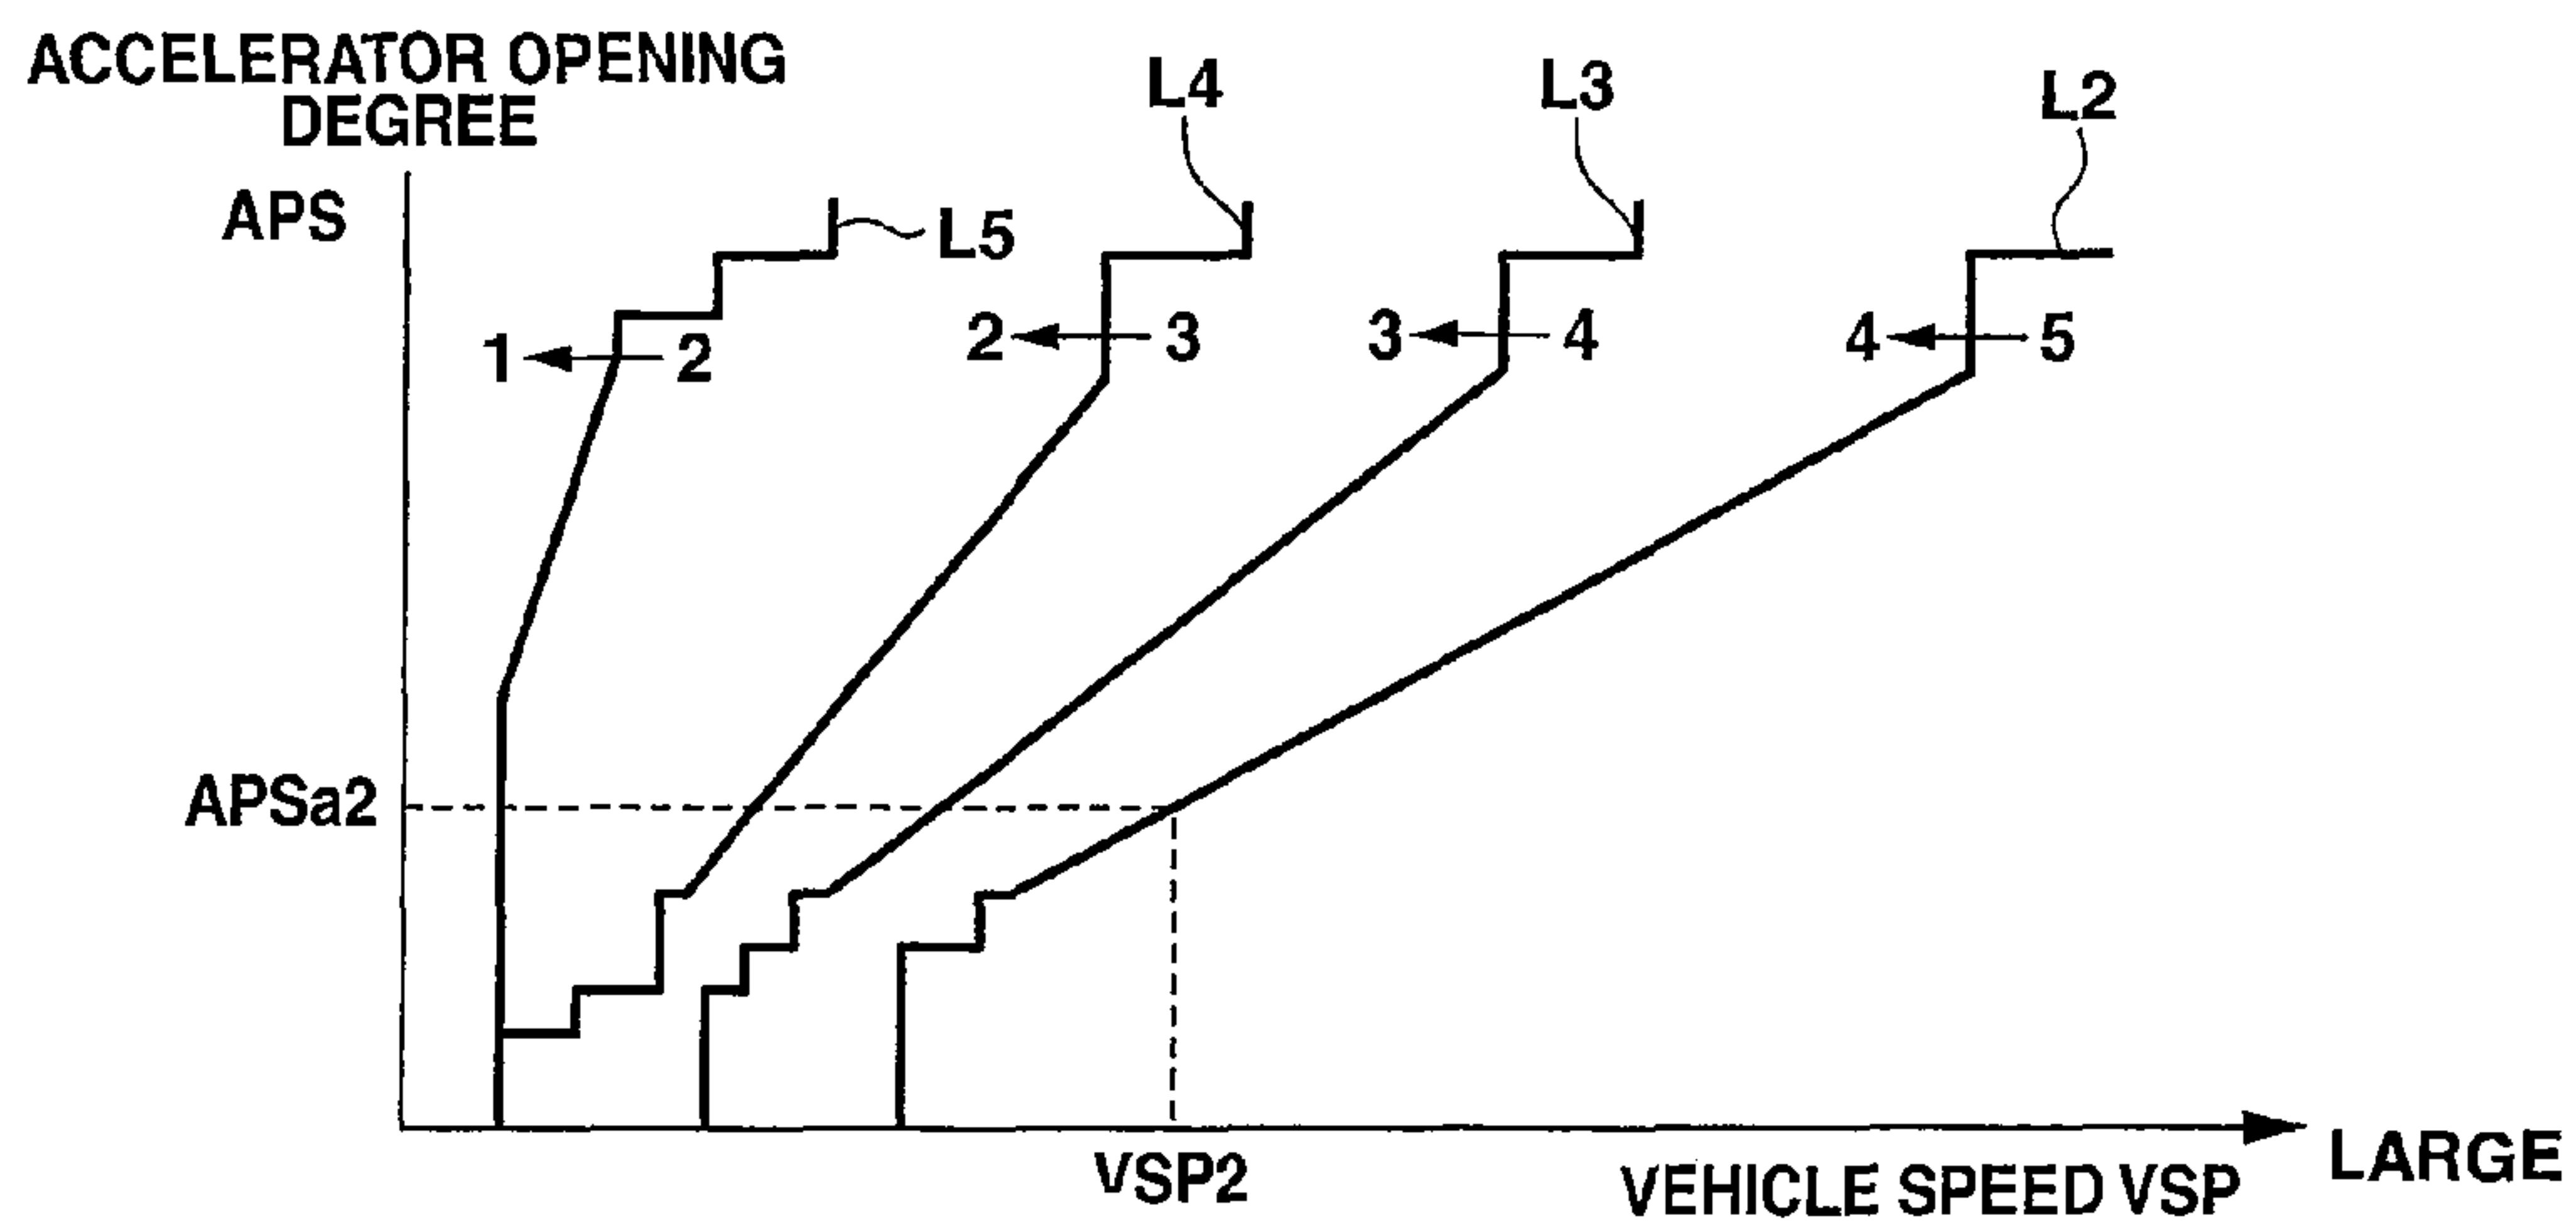 ACCELERATOR OPENING
DEGREE
APS
L5
L4
L3
L2
1 2
2 3
3 4
4 5
APSa2
VSP2
VEHICLE SPEED VSP
LARGE